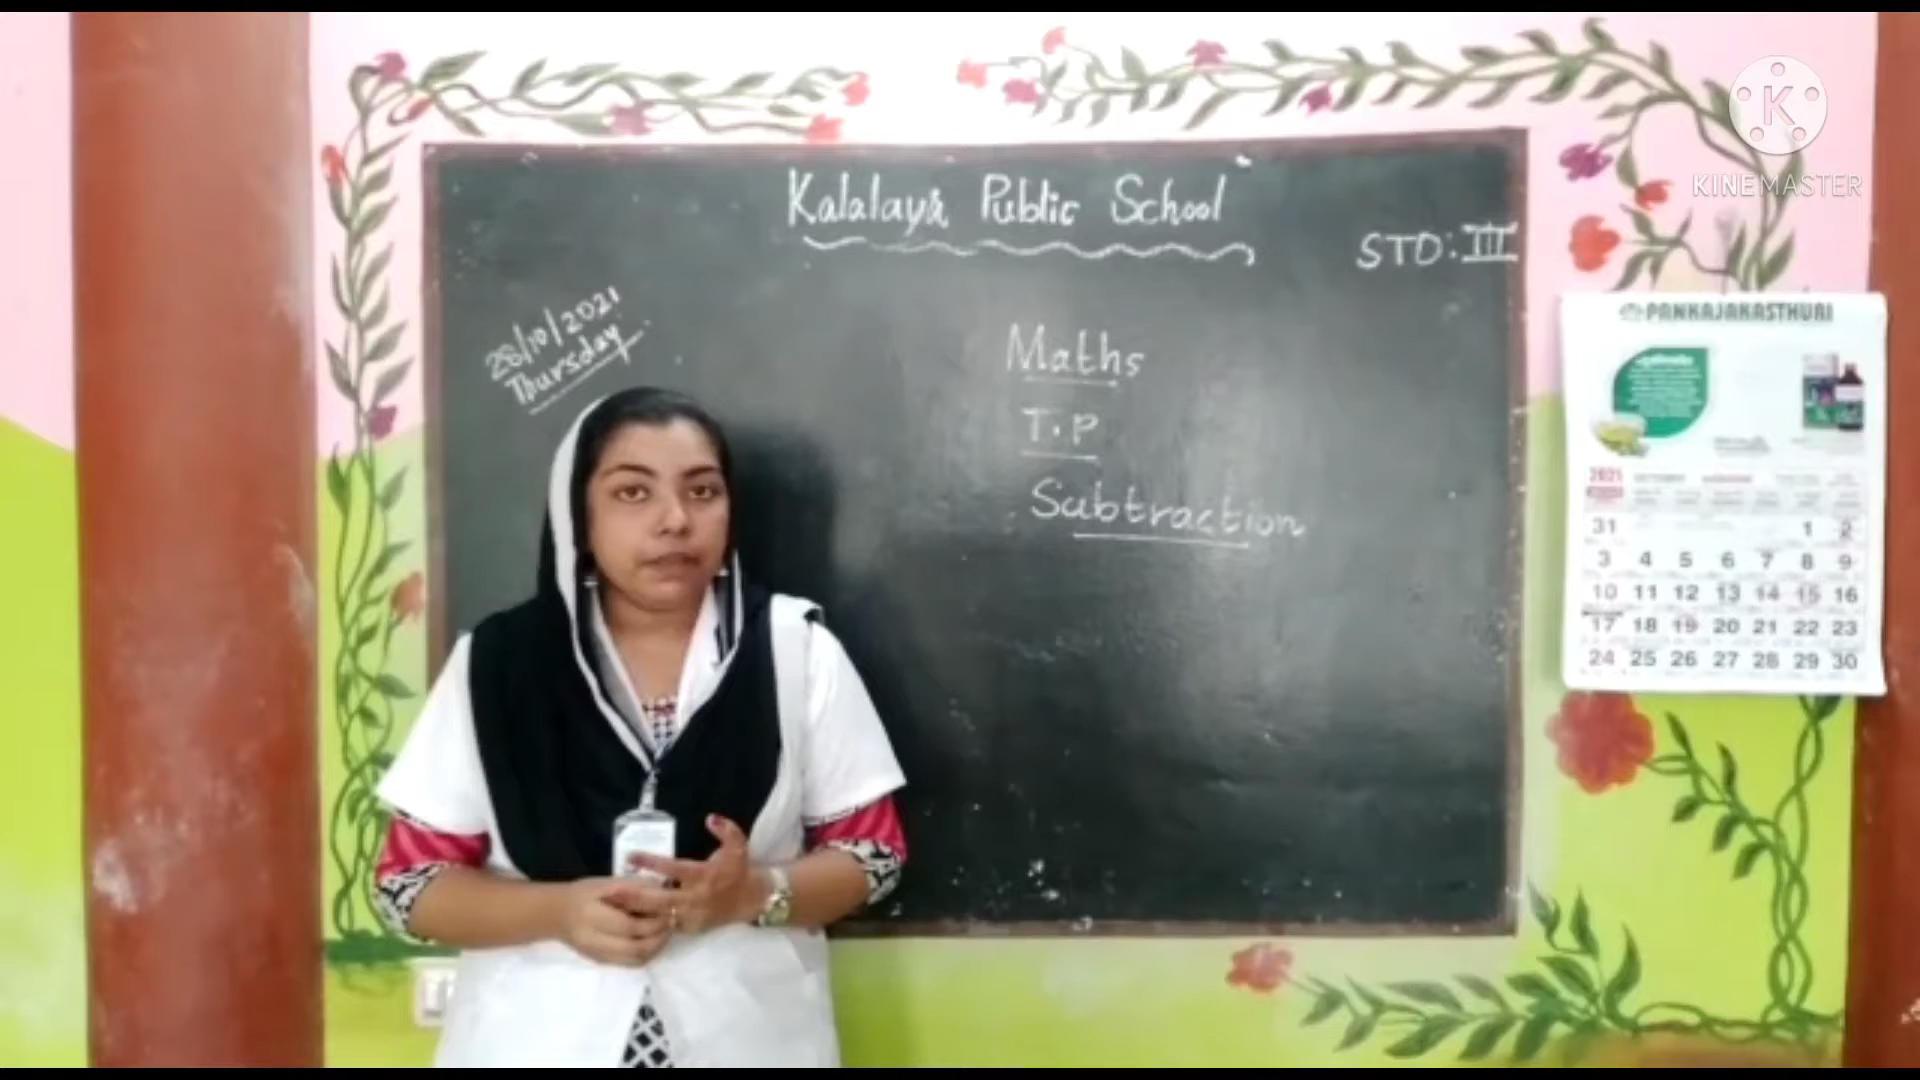 Kalalaya Public School
STD: III
28/10/2021
Thursday
Maths
T.P
Subtraction
KINEMASTER
PANKAJAKASTHURI
2021
31 1 2
3 4 5 6 7 8 9
10 11 12 13 14 15 16
17 18 19 20 21 22 23
24 25 26 27 28 29 30